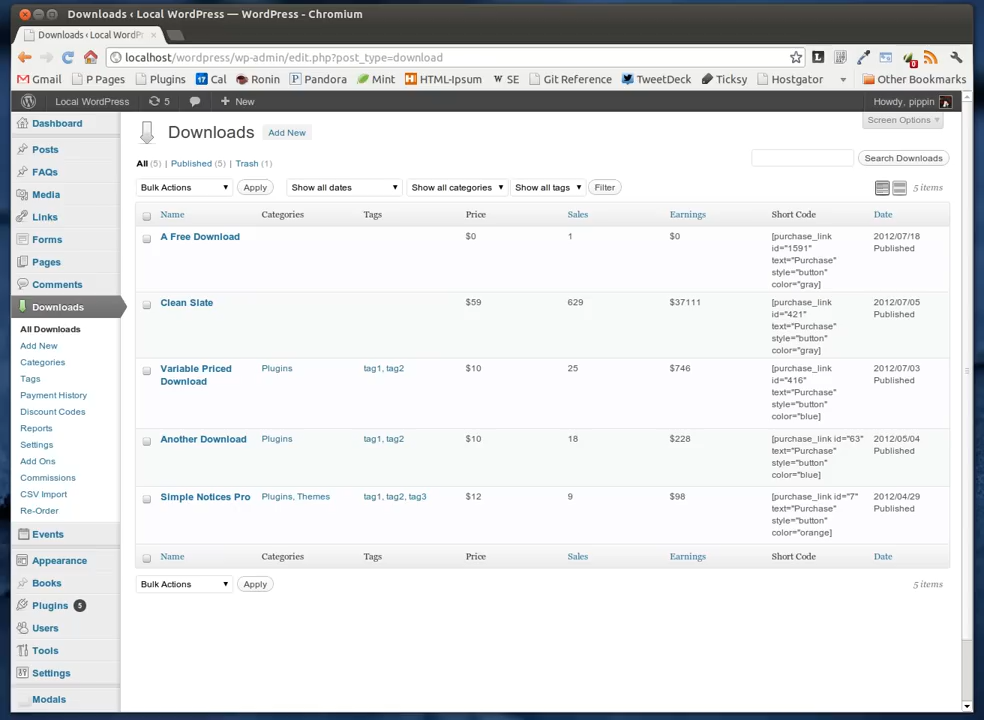 Downloads ‹ Local WordPress — WordPress - Chromium
Downloads ‹ Local WordPr
localhost/wordpress/wp-admin/edit.php?post_type=download
Gmail P Pages Plugins 17 Cal Ronin Pandora Mint HTML-Ipsum W SE Git Reference TweetDeck Ticksy Hostgator Other Bookmarks
Local WordPress 5 + New Howdy, pippin
Screen Options
Dashboard
Posts
FAQs
Media
Links
Forms
Pages
Comments
Downloads
All Downloads
Add New
Categories
Tags
Payment History
Discount Codes
Reports
Settings
Add Ons
Commissions
CSV Import
Re-Order
Events
Appearance
Books
Plugins 5
Users
Tools
Settings
Modals
Downloads Add New
All (5) | Published (5) | Trash (1)
Search Downloads
Bulk Actions Apply Show all dates Show all categories Show all tags Filter 5 items
Name Categories Tags Price Sales Earnings Short Code Date
A Free Download $0 1 $0 [purchase_link 2012/07/18
id="1591" Published
text="Purchase"
style="button"
color="gray]
Clean Slate $59 629 $37111 [purchase_link 2012/07/05
id="421" Published
text="Purchase"
style="button"
color="gray]
Variable Priced Plugins tag1, tag2 $10 25 $746 [purchase_link 2012/07/03
Download id="416" Published
text="Purchase"
style="button"
color="blue]
Another Download Plugins tag1, tag2 $10 18 $228 [purchase_link id="63" 2012/05/04
text="Purchase" Published
style="button"
color="blue]
Simple Notices Pro Plugins, Themes tag1, tag2, tag3 $12 9 $98 [purchase_link id="7" 2012/04/29
text="Purchase" Published
style="button"
color="orange]
Name Categories Tags Price Sales Earnings Short Code Date
Bulk Actions Apply 5 items